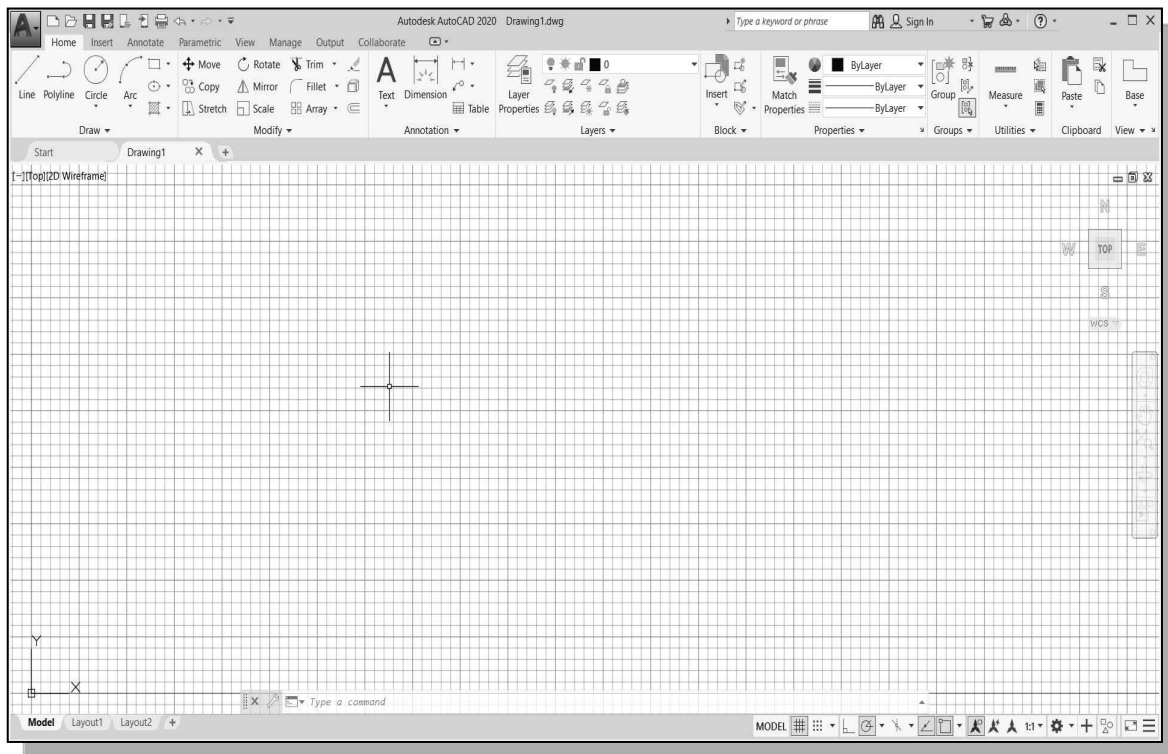 A Autodesk AutoCAD 2020 Drawing1.dwg Type a keyword or phrase Sign In
Home Insert Annotate Parametric View Manage Output Collaborate
Line Polyline Circle Arc
Move Rotate Trim
Copy Mirror Fillet
Stretch Scale Array
A Text Dimension Table
Layer Properties 0
Insert
Match Properties ByLayer
ByLayer
ByLayer
Group Measure Paste Base
Draw Modify Annotation Layers Block Properties Groups Utilities Clipboard View
Start Drawing1 X +
[-][Top][2D Wireframe]
N
W TOP E
S
WCS
Y
X
Type a command
Model Layout1 Layout2 + MODEL 1:1